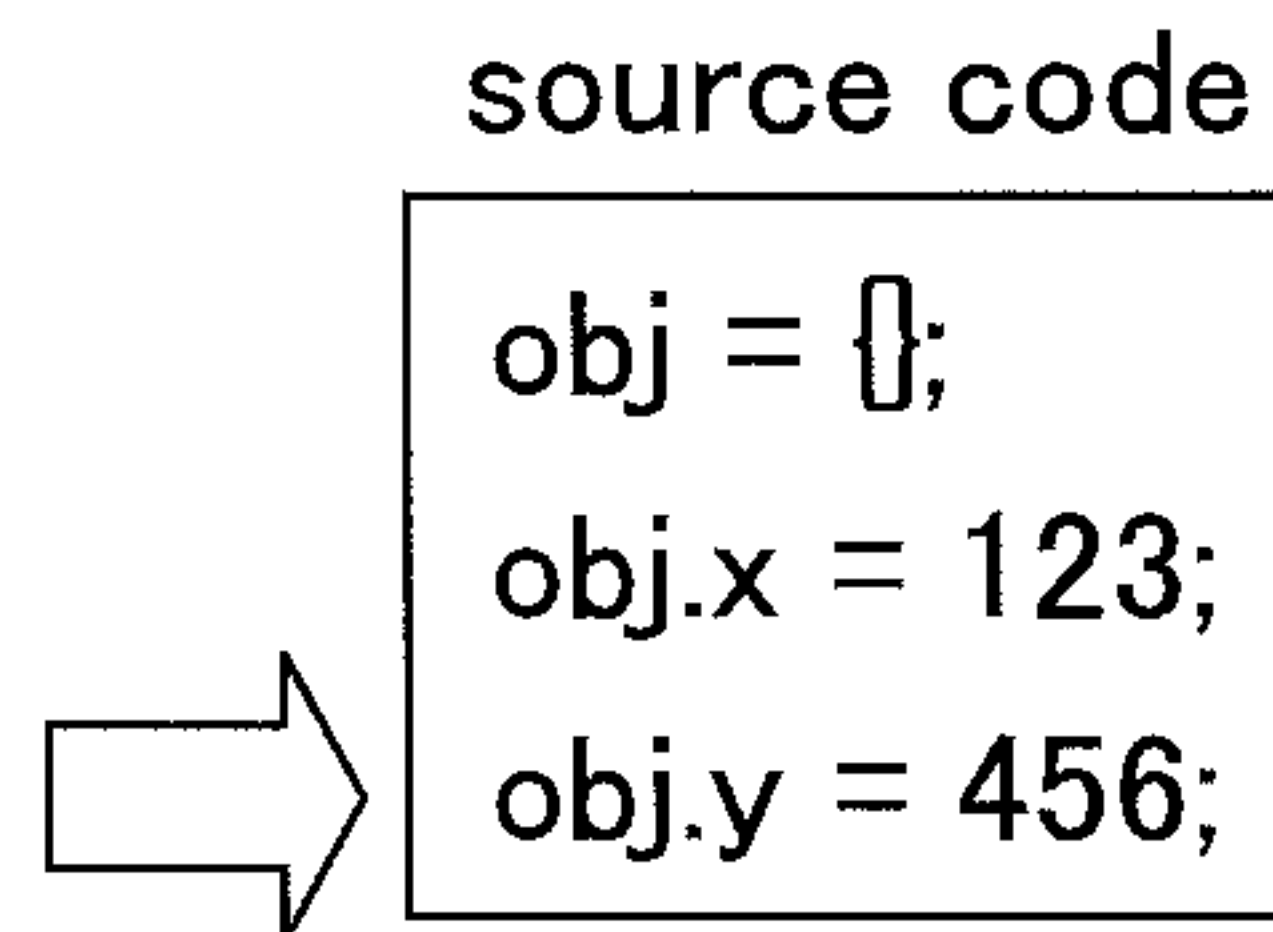 source code
obj = {};
obj.x = 123;
obj.y = 456;